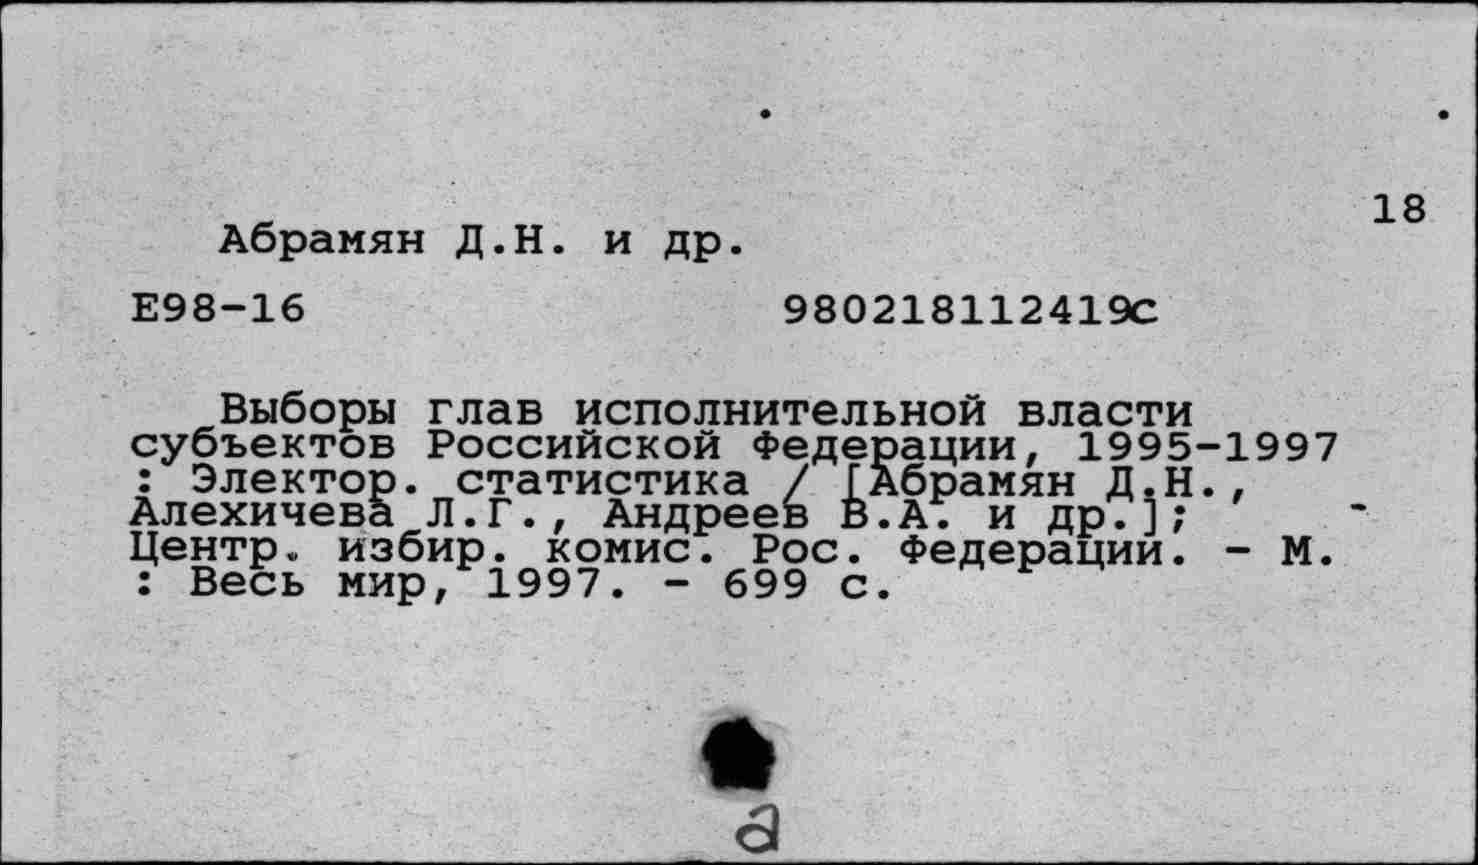 18
Абрамян Д.Н. и др.
Е98-16 980218112419с
Выборы глав исполнительной власти
субъектов Российской Федерации, 1995-1997
: Электор. статистика / [Абрамян Д.Н.,
Алехичева Л.Г., Андреев В.А. и др.];
Центр. избир. комис. Рос. Федерации. - М.
: Весь мир, 1997. - 699 с.